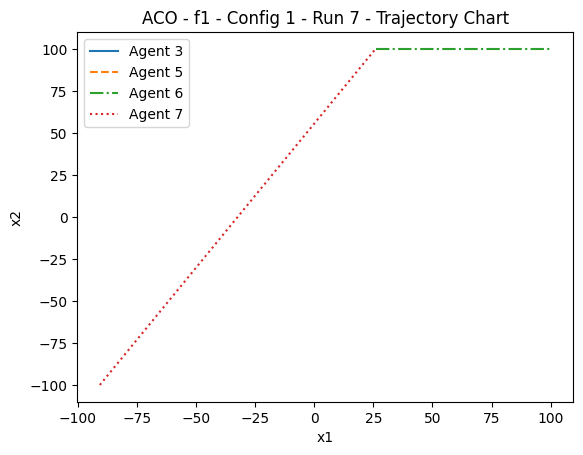 ACO - f1 - Config 1 - Run 7 - Trajectory Chart
Agent 3
Agent 5
Agent 6
Agent 7
100
75
50
25
0
−25
−50
−75
−100
x2
−100
−75
−50
−25
0
25
50
75
100
x1